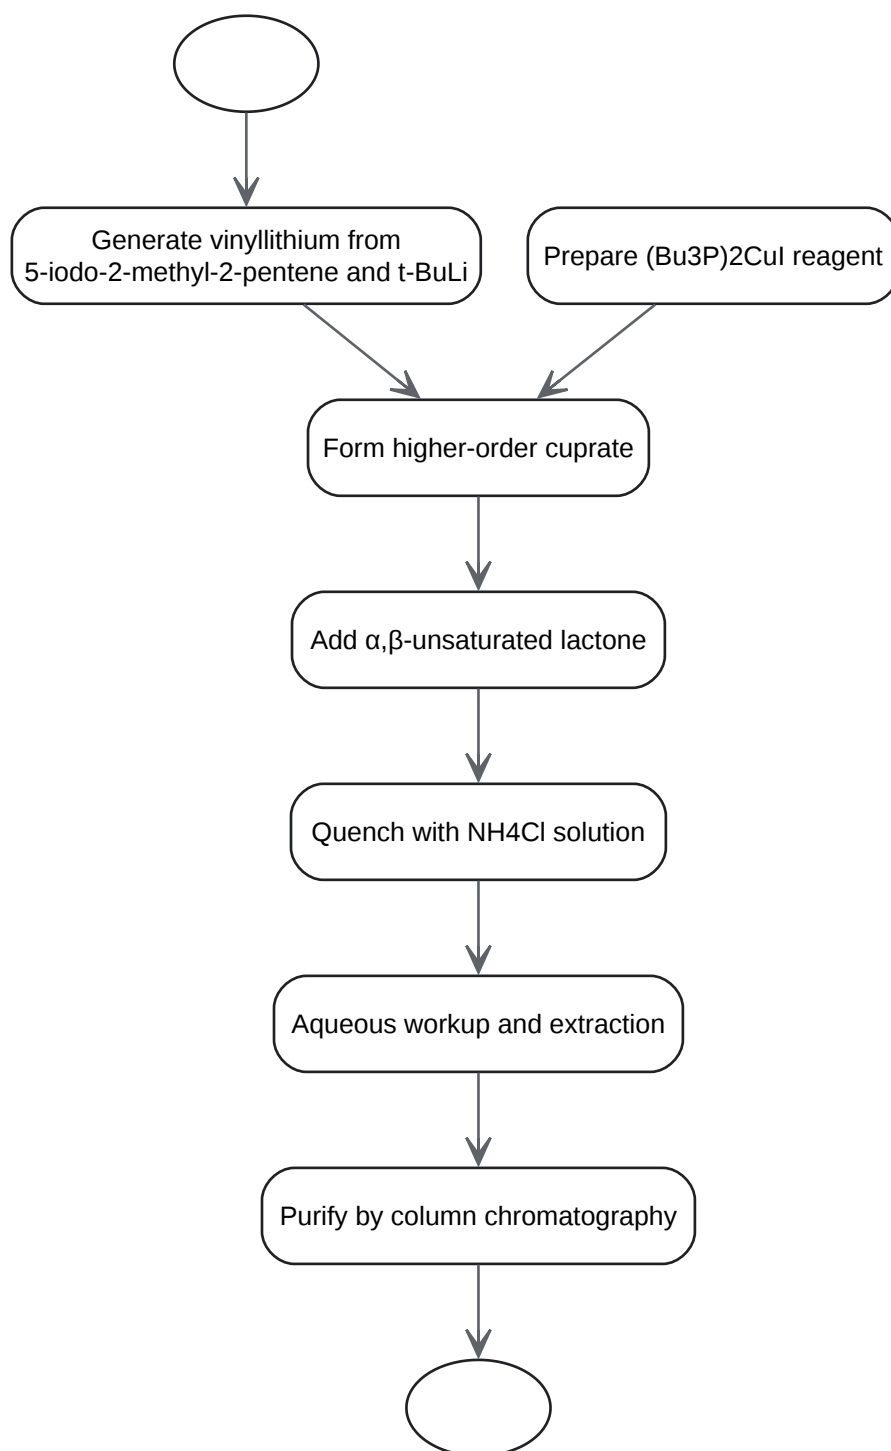 Generate vinyllithium from
5-iodo-2-methyl-2-pentene and t-BuLi
Prepare (Bu3P)2CuI reagent
Form higher-order cuprate
Add α,β-unsaturated lactone
Quench with NH4Cl solution
Aqueous workup and extraction
Purify by column chromatography